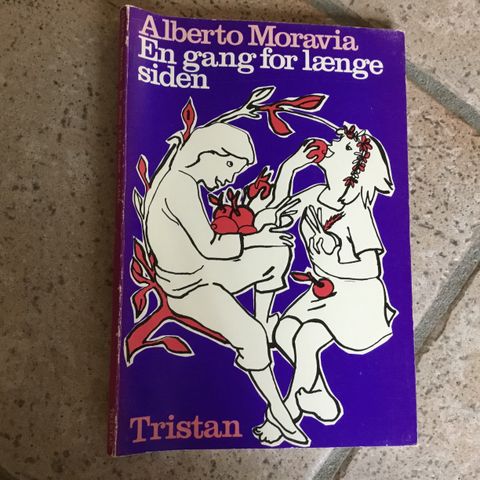 Alberto Moravia
En gang for længe
siden
Tristan